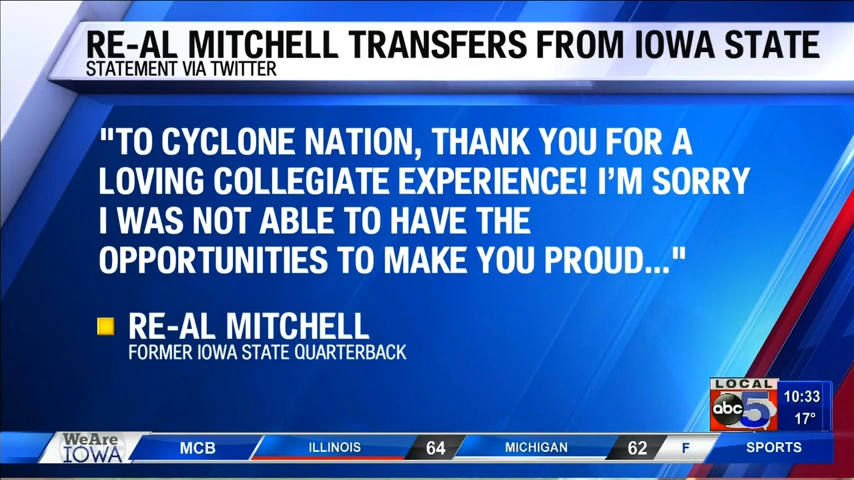 RE-AL MITCHELL TRANSFERS FROM IOWA STATE
STATEMENT VIA TWITTER
"TO CYCLONE NATION, THANK YOU FOR A
LOVING COLLEGIATE EXPERIENCE! I'M SORRY
I WAS NOT ABLE TO HAVE THE
OPPORTUNITIES TO MAKE YOU PROUD..."
RE-AL MITCHELL
FORMER IOWA STATE QUARTERBACK
LOCAL
abc 5
10:33
17°
WeAre
IOWA
MCB ILLINOIS 64 MICHIGAN 62 F SPORTS